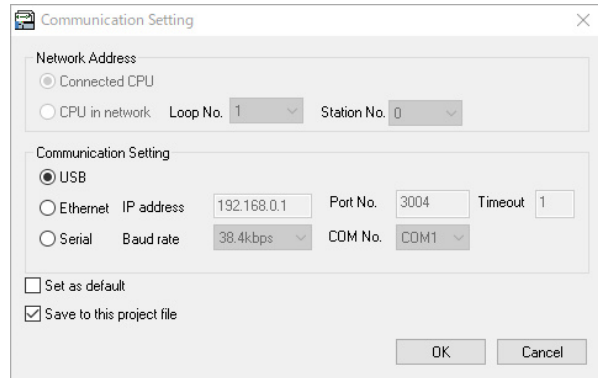 Communication Setting
Network Address
Connected CPU
CPU in network Loop No. 1 Station No. 0
Communication Setting
USB
Ethernet IP address 192.168.0.1 Port No. 3004 Timeout 1
Serial Baud rate 38.4kbps COM No. COM1
Set as default
Save to this project file
OK Cancel